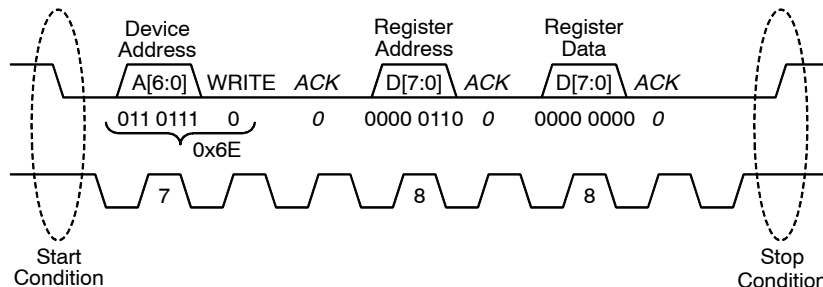 Device
Address
Register
Address
Register
Data
A[6:0] WRITE ACK D[7:0] ACK D[7:0] ACK
011 0111 0 0 0000 0110 0 0000 0000 0
0x6E
7 8 8
Start
Condition
Stop
Condition